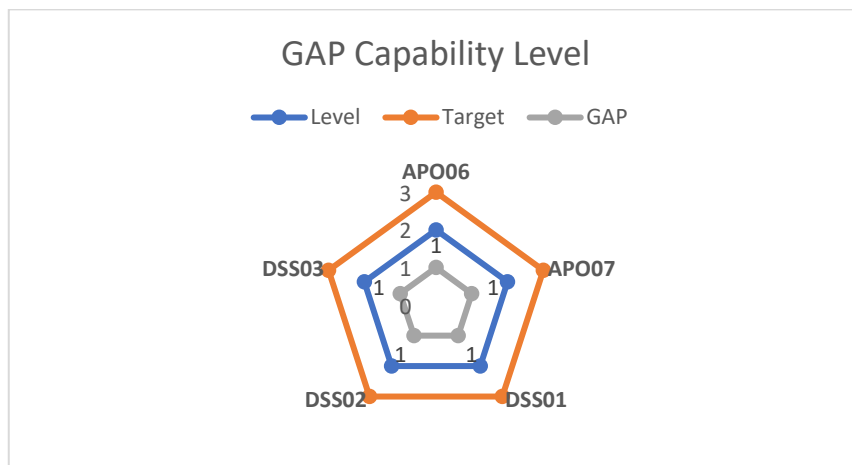 GAP Capability Level
Level Target GAP
APO06
3
2
1
DSS03 1 APO07
1 1
0
1 1
DSS02 DSS01